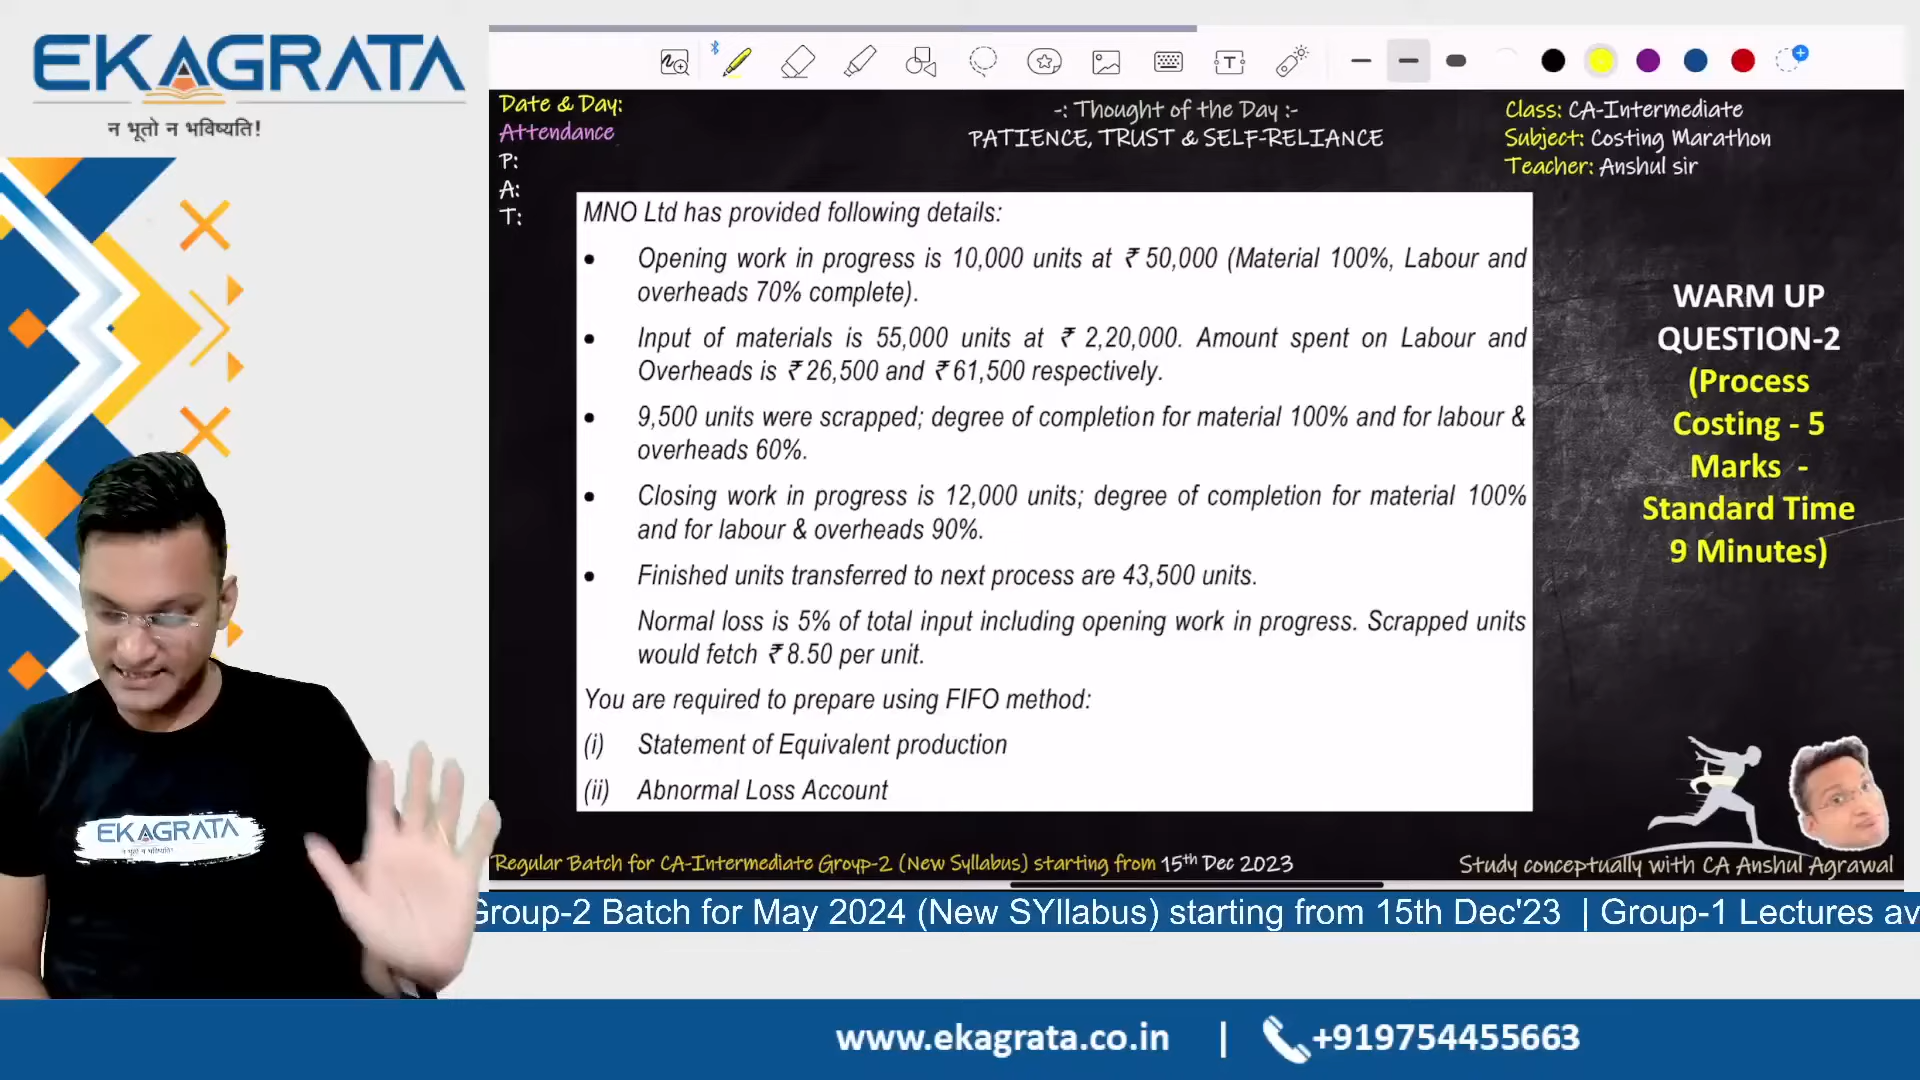 EKAGRATA
न भूतो न भविष्यति!
Date & Day:
Attendance
P:
A:
T:
-: Thought of the Day :-
PATIENCE, TRUST & SELF-RELIANCE
Class: CA-Intermediate
Subject: Costing Marathon
Teacher: Anshul sir
MNO Ltd has provided following details:
• Opening work in progress is 10,000 units at ₹ 50,000 (Material 100%, Labour and
overheads 70% complete).
• Input of materials is 55,000 units at ₹ 2,20,000. Amount spent on Labour and
Overheads is ₹ 26,500 and ₹ 61,500 respectively.
• 9,500 units were scrapped; degree of completion for material 100% and for labour &
overheads 60%.
• Closing work in progress is 12,000 units; degree of completion for material 100%
and for labour & overheads 90%.
• Finished units transferred to next process are 43,500 units.
Normal loss is 5% of total input including opening work in progress. Scrapped units
would fetch ₹ 8.50 per unit.
You are required to prepare using FIFO method:
(i) Statement of Equivalent production
(ii) Abnormal Loss Account
WARM UP
QUESTION-2
(Process
Costing - 5
Marks -
Standard Time
9 Minutes)
EKAGRATA
Regular Batch for CA-Intermediate Groyp-2 (New Syllabus) starting from 15th Dec 2023
Study conceptually with CA Anshul Agrawal
Group-2 Batch for May 2024 (New SYllabus) starting from 15th Dec'23 | Group-1 Lectures av
www.ekagrata.co.in | +919754455663